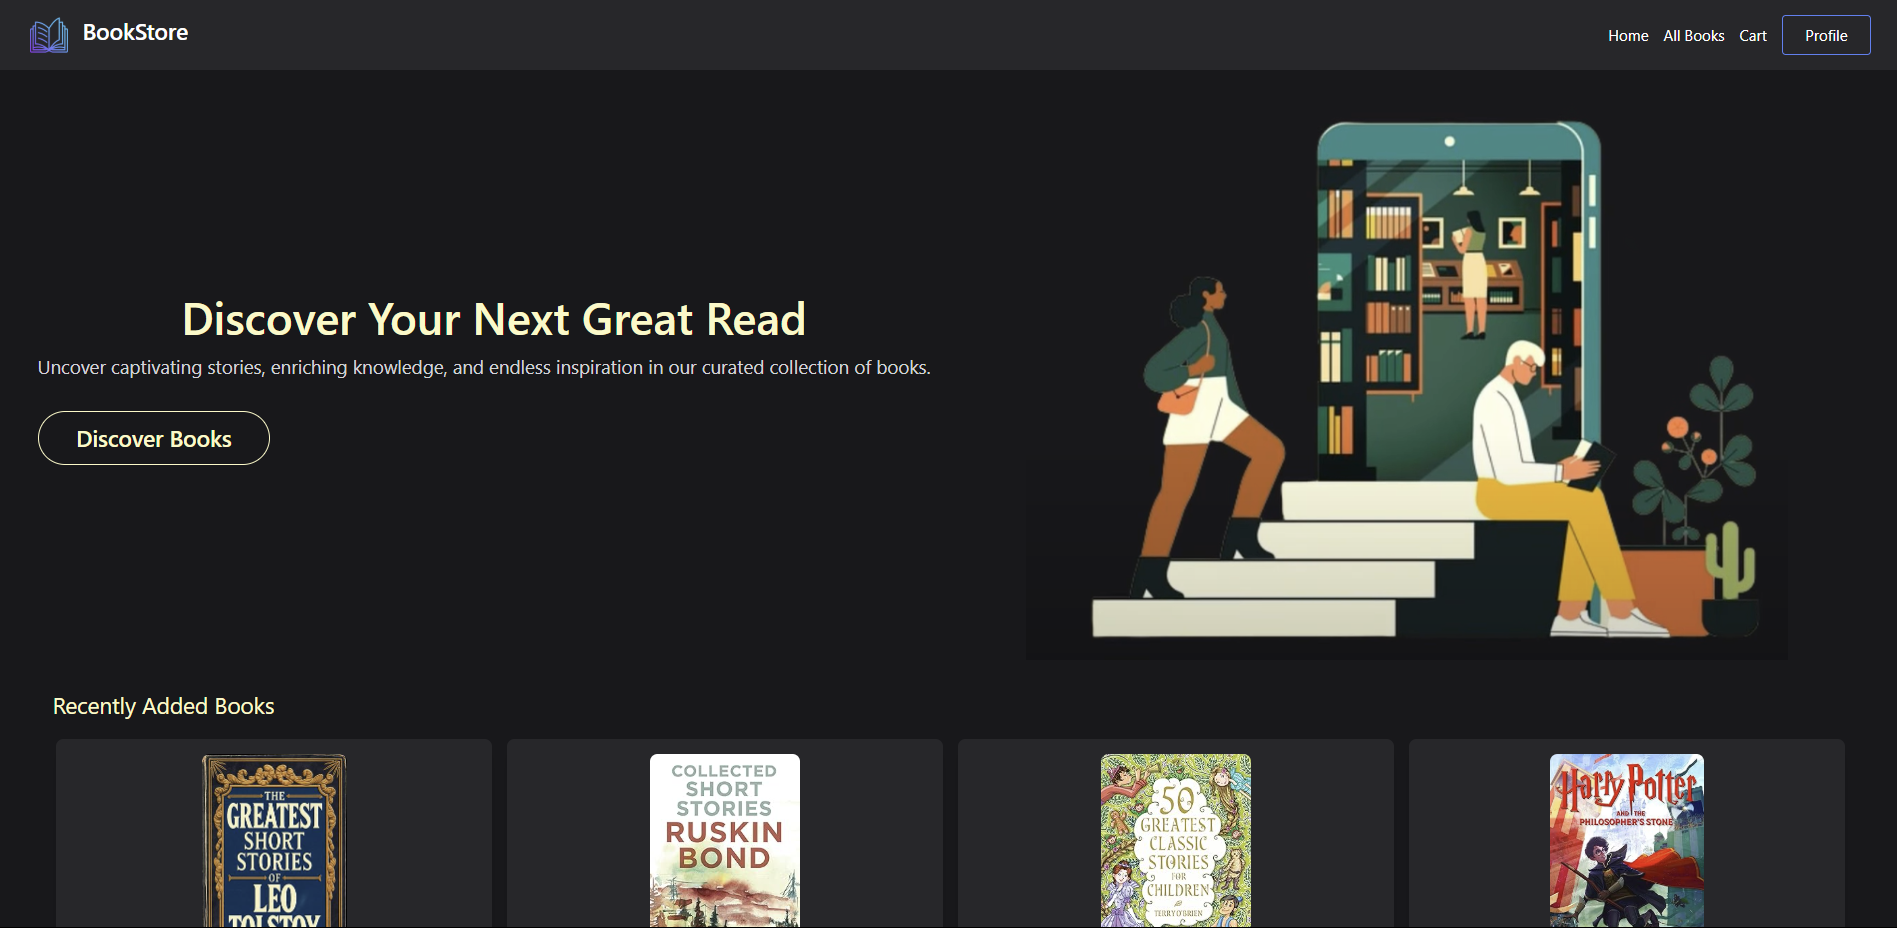 BookStore
Home All Books Cart Profile
Discover Your Next Great Read
Uncover captivating stories, enriching knowledge, and endless inspiration in our curated collection of books.
Discover Books
Recently Added Books
THE
GREATEST
SHORT
STORIES
OF
LEO
TOLSTOY
COLLECTED
SHORT
STORIES
RUSKIN
BOND
50
GREATEST
CLASSIC
STORIES
FOR
CHILDREN
TERRY O'BRIEN
Harry Potter
AND THE
PHILOSOPHER'S STONE